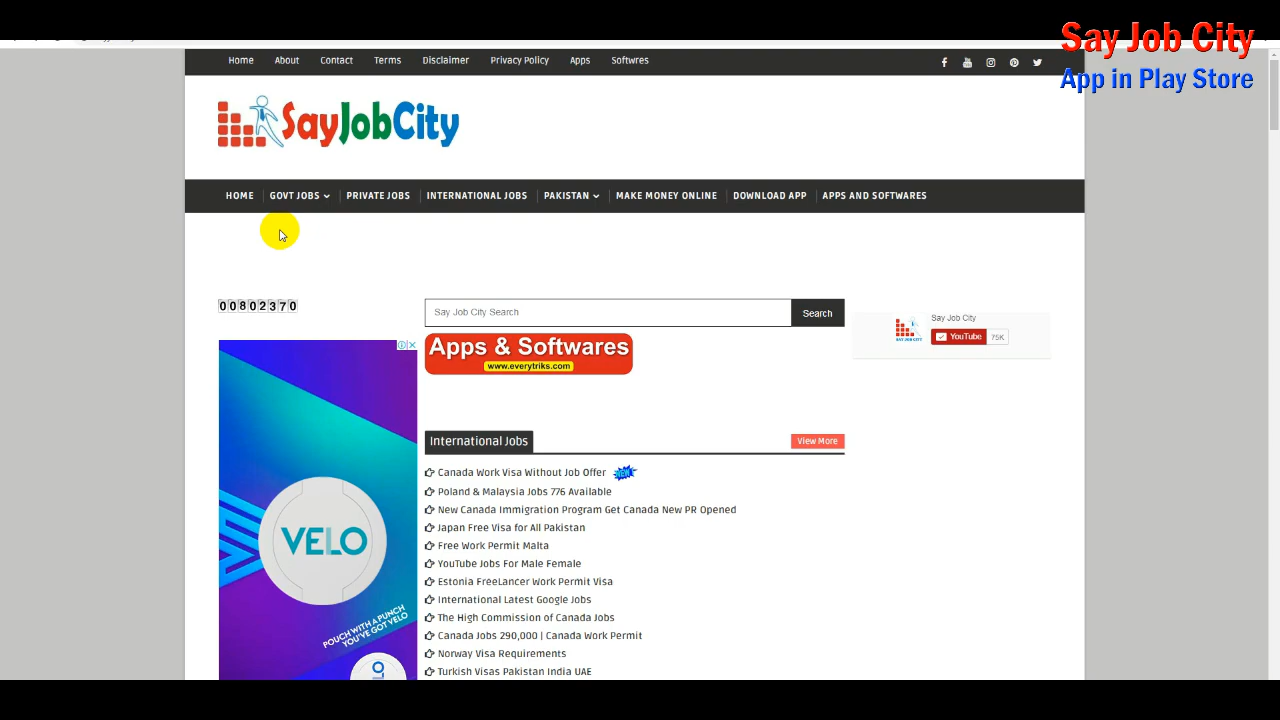 Say Job City
App in Play Store
Home About Contact Terms Disclaimer Privacy Policy Apps Softwres
SayJobCity
HOME GOVT JOBS PRIVATE JOBS INTERNATIONAL JOBS PAKISTAN MAKE MONEY ONLINE DOWNLOAD APP APPS AND SOFTWARES
00802370
Say Job City Search
Search
Say Job City
YouTube 75K
SAY JOB CITY
Apps & Softwares
www.everytriks.com
International Jobs
View More
Canada Work Visa Without Job Offer NEW
Poland & Malaysia Jobs 776 Available
New Canada Immigration Program Get Canada New PR Opened
Japan Free Visa for All Pakistan
Free Work Permit Malta
YouTube Jobs For Male Female
Estonia FreeLancer Work Permit Visa
International Latest Google Jobs
The High Commission of Canada Jobs
Canada Jobs 290,000 | Canada Work Permit
Norway Visa Requirements
Turkish Visas Pakistan India UAE
VELO
POUCH WITH A PUNCH
YOU'VE GOT VELO